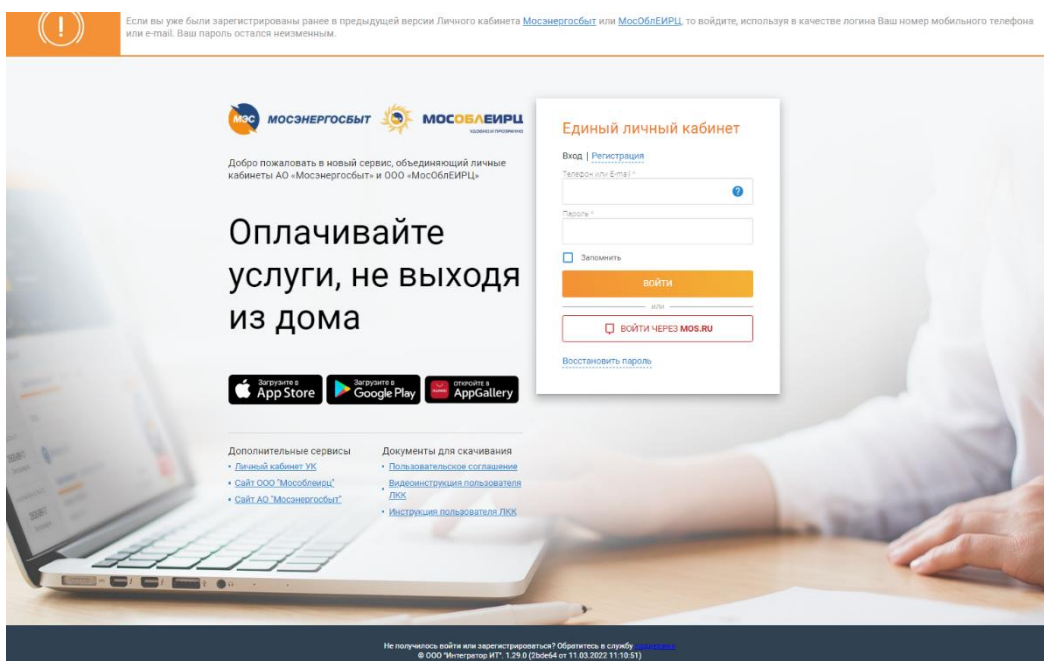 Если вы уже были зарегистрированы ранее в предыдущей версии Личного кабинета Мосэнергосбыт или МосОблЕИРЦ, то войдите, используя в качестве логина Ваш номер мобильного телефона
или e-mail. Ваш пароль остался неизменным.
МЭС МОСЭНЕРГОСБЫТ МОСОБЛЕИРЦ
УДОБНО И ПРОЗРАЧНО
Добро пожаловать в новый сервис, объединяющий личные
кабинеты АО «Мосэнергосбыт» и ООО «МосОблЕИРЦ»
Оплачивайте
услуги, не выходя
из дома
Загрузите в
App Store
Загрузите в
Google Play
ОТКРОЙТЕ В
AppGallery
Дополнительные сервисы
Личный кабинет УК
Сайт ООО "Мособлеирц"
Сайт АО "Мосэнергосбыт"
Документы для скачивания
Пользовательское соглашение
Видеоинструкция пользователя
ЛКК
Инструкция пользователя ЛКК
Единый личный кабинет
Вход | Регистрация
Телефон или E-mail *
Пароль *
Запомнить
ВОЙТИ
или
ВОЙТИ ЧЕРЕЗ MOS.RU
Восстановить пароль
Не получилось войти или зарегистрироваться? Обратитесь в службу поддержки
© ООО "Интегратор ИТ". 1.29.0 (2bde64 от 11.03.2022 11:10:51)